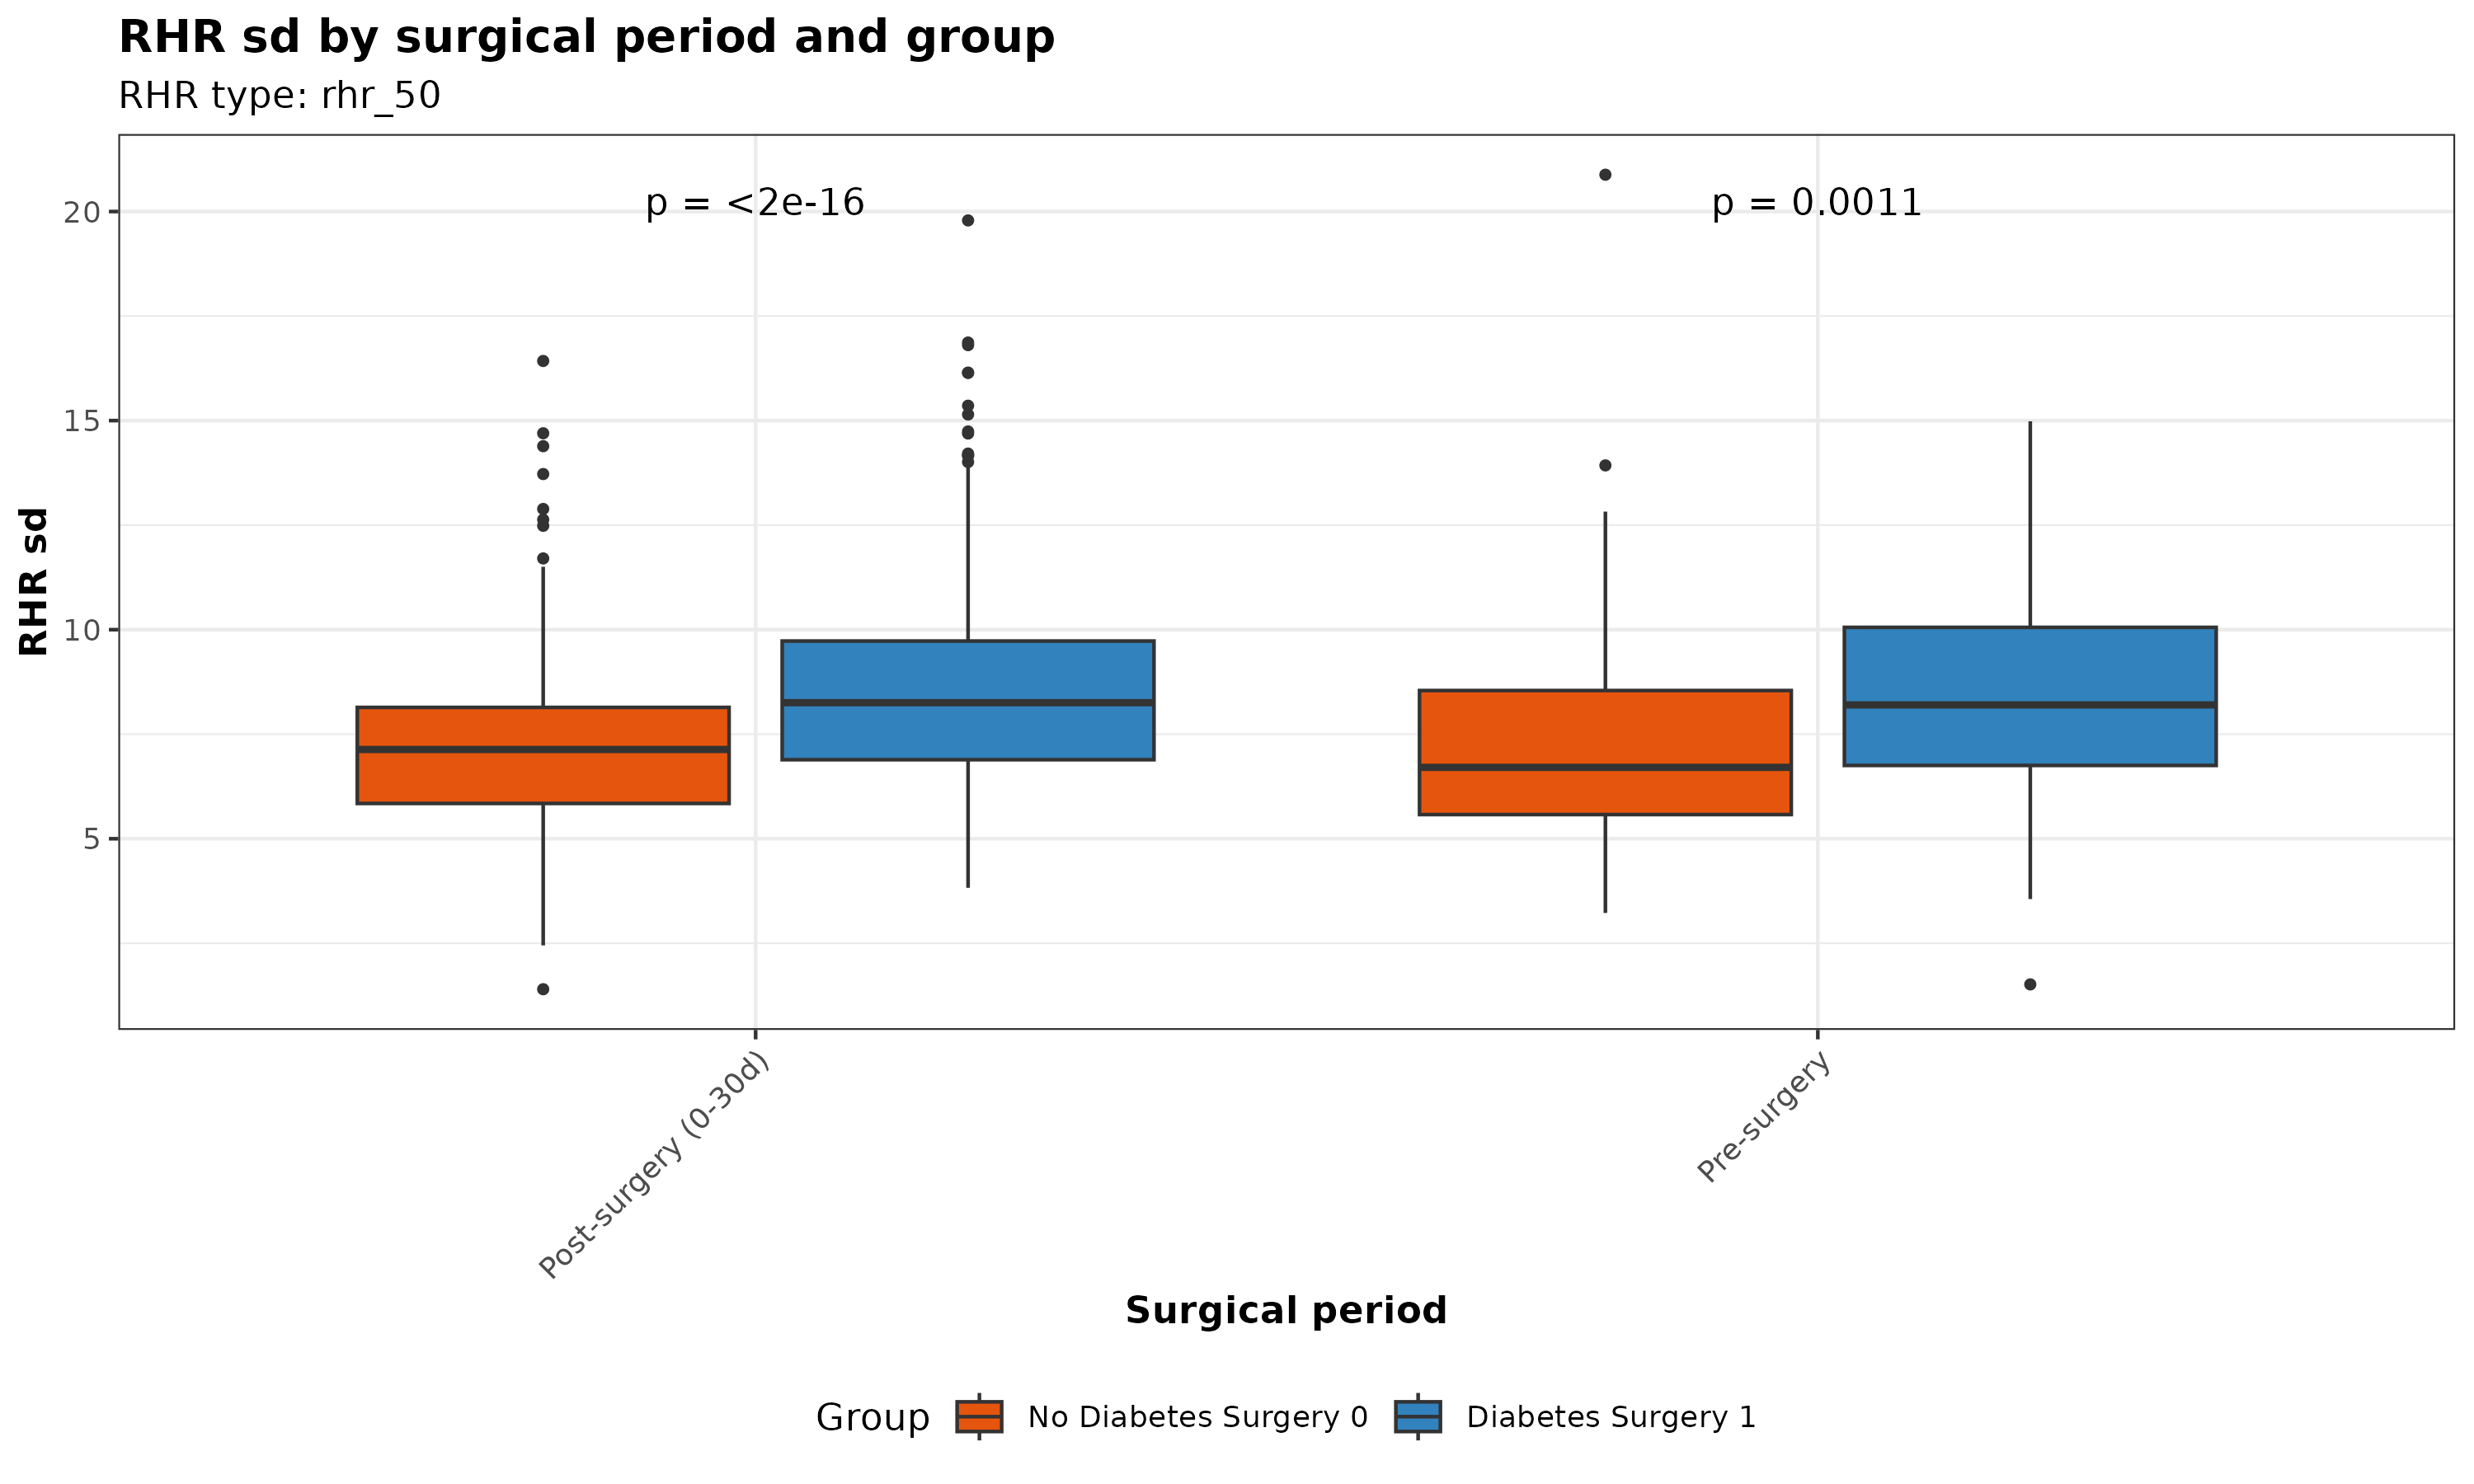 RHR sd by surgical period and group
RHR type: rhr_50
p = <2e-16
p = 0.0011
20
15
10
5
RHR sd
Post-surgery (0-30d)
Pre-surgery
Surgical period
Group No Diabetes Surgery 0 Diabetes Surgery 1